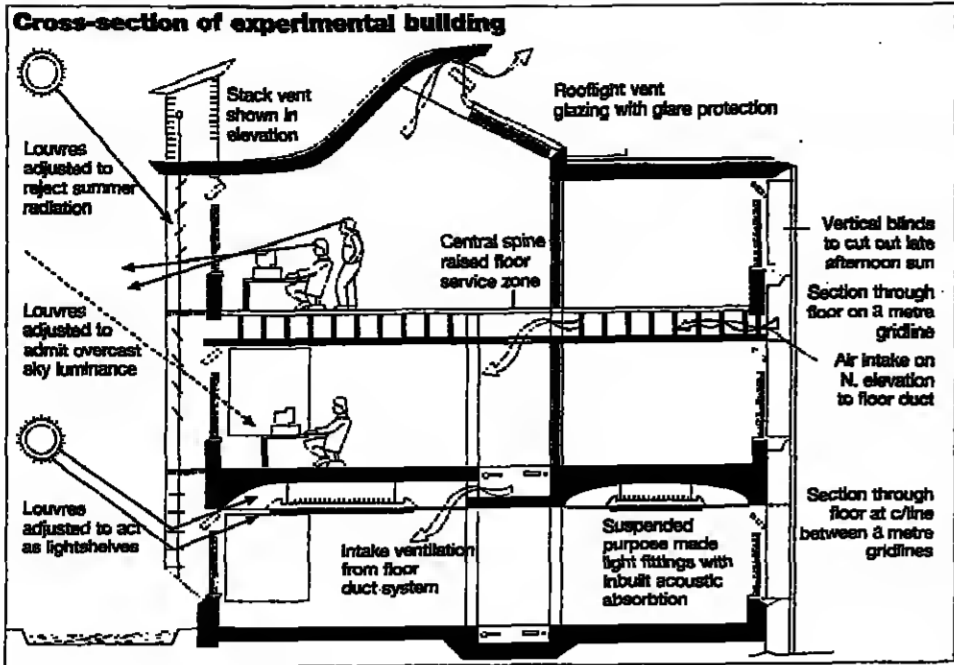 Cross-section of experimental building
Stack vent
shown in
elevation
Rooflight vent
glazing with glare protection
Louvres
adjusted to
reject summer
radiation
Central spine
raised floor
service zone
Vertical blinds
to cut out late
afternoon sun
Louvres
adjusted to
admit overcast
sky luminance
Section through
floor on a metre
gridline
Air intake on
N. elevation
to floor duct
Louvres
adjusted to act
as lightshelves
Intake ventilation
from floor
duct system
Suspended
purpose made
light fittings with
inbuilt acoustic
absorbtion
Section through
floor at c/line
between a metre
gridlines